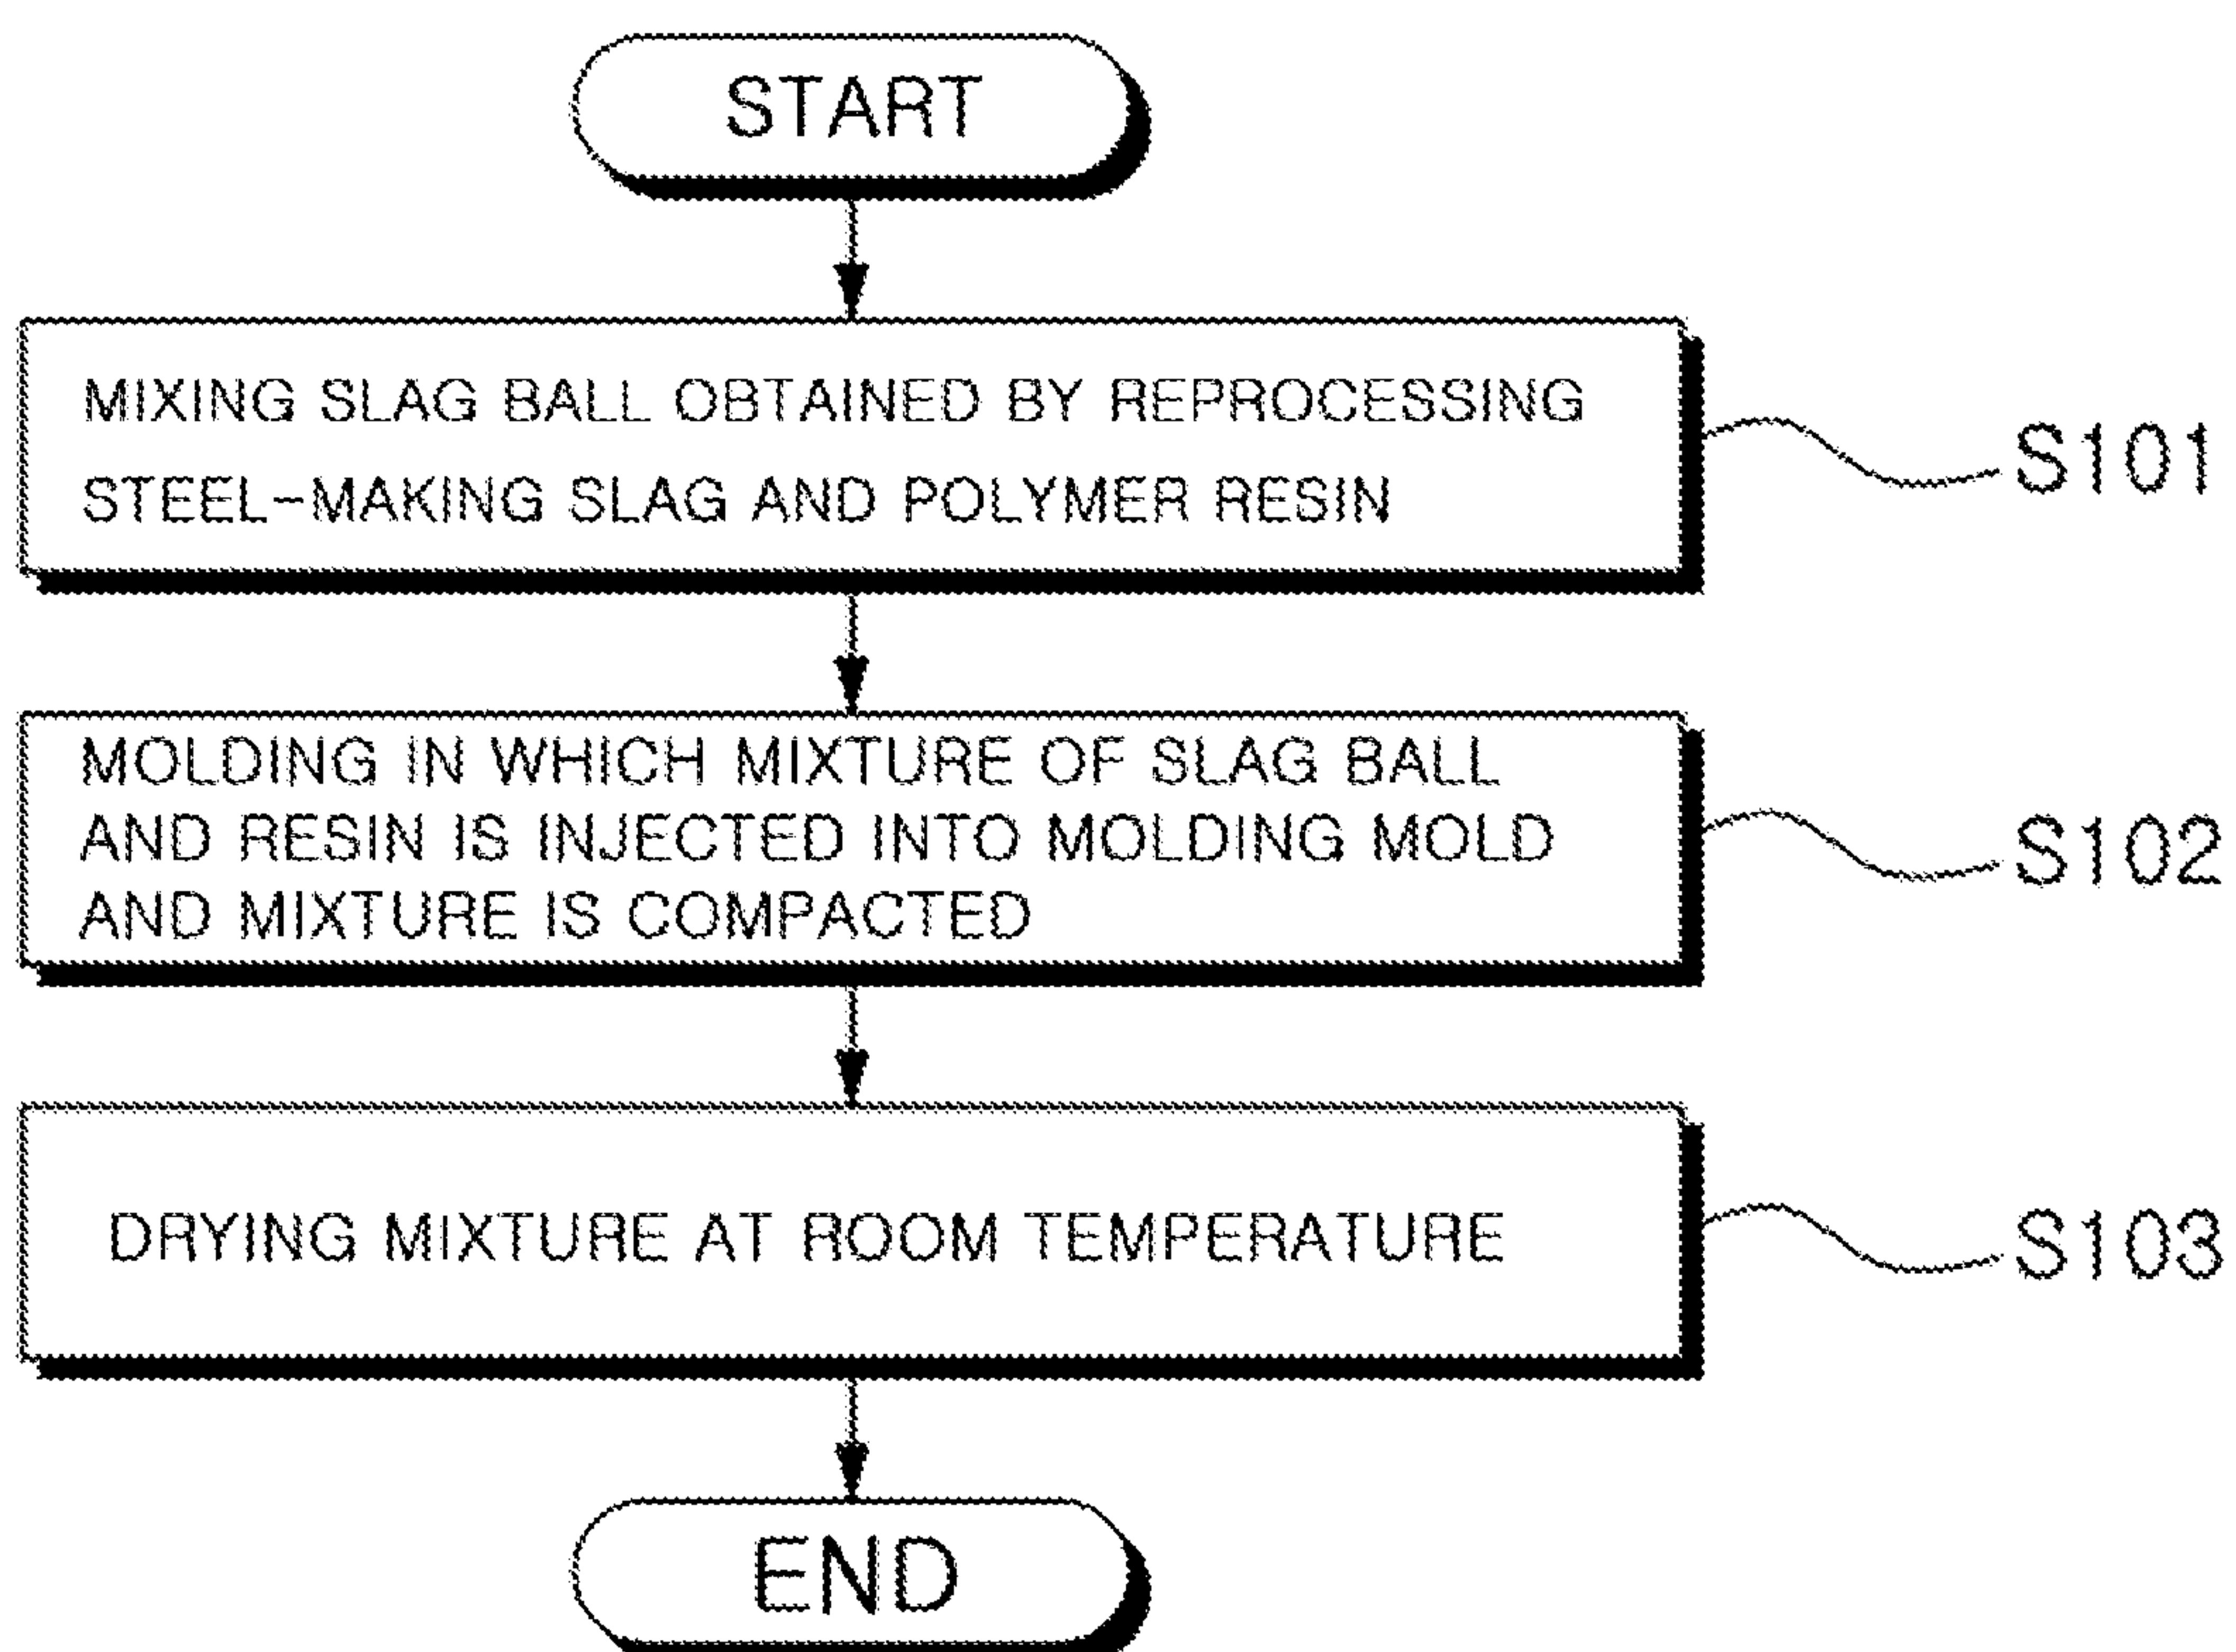 START
MIXING SLAG BALL OBTAINED BY REPROCESSING
STEEL-MAKING SLAG AND POLYMER RESIN
S101
MOLDING IN WHICH MIXTURE OF SLAG BALL
AND RESIN IS INJECTED INTO MOLDING MOLD
AND MIXTURE IS COMPACTED
S102
DRYING MIXTURE AT ROOM TEMPERATURE
S103
END